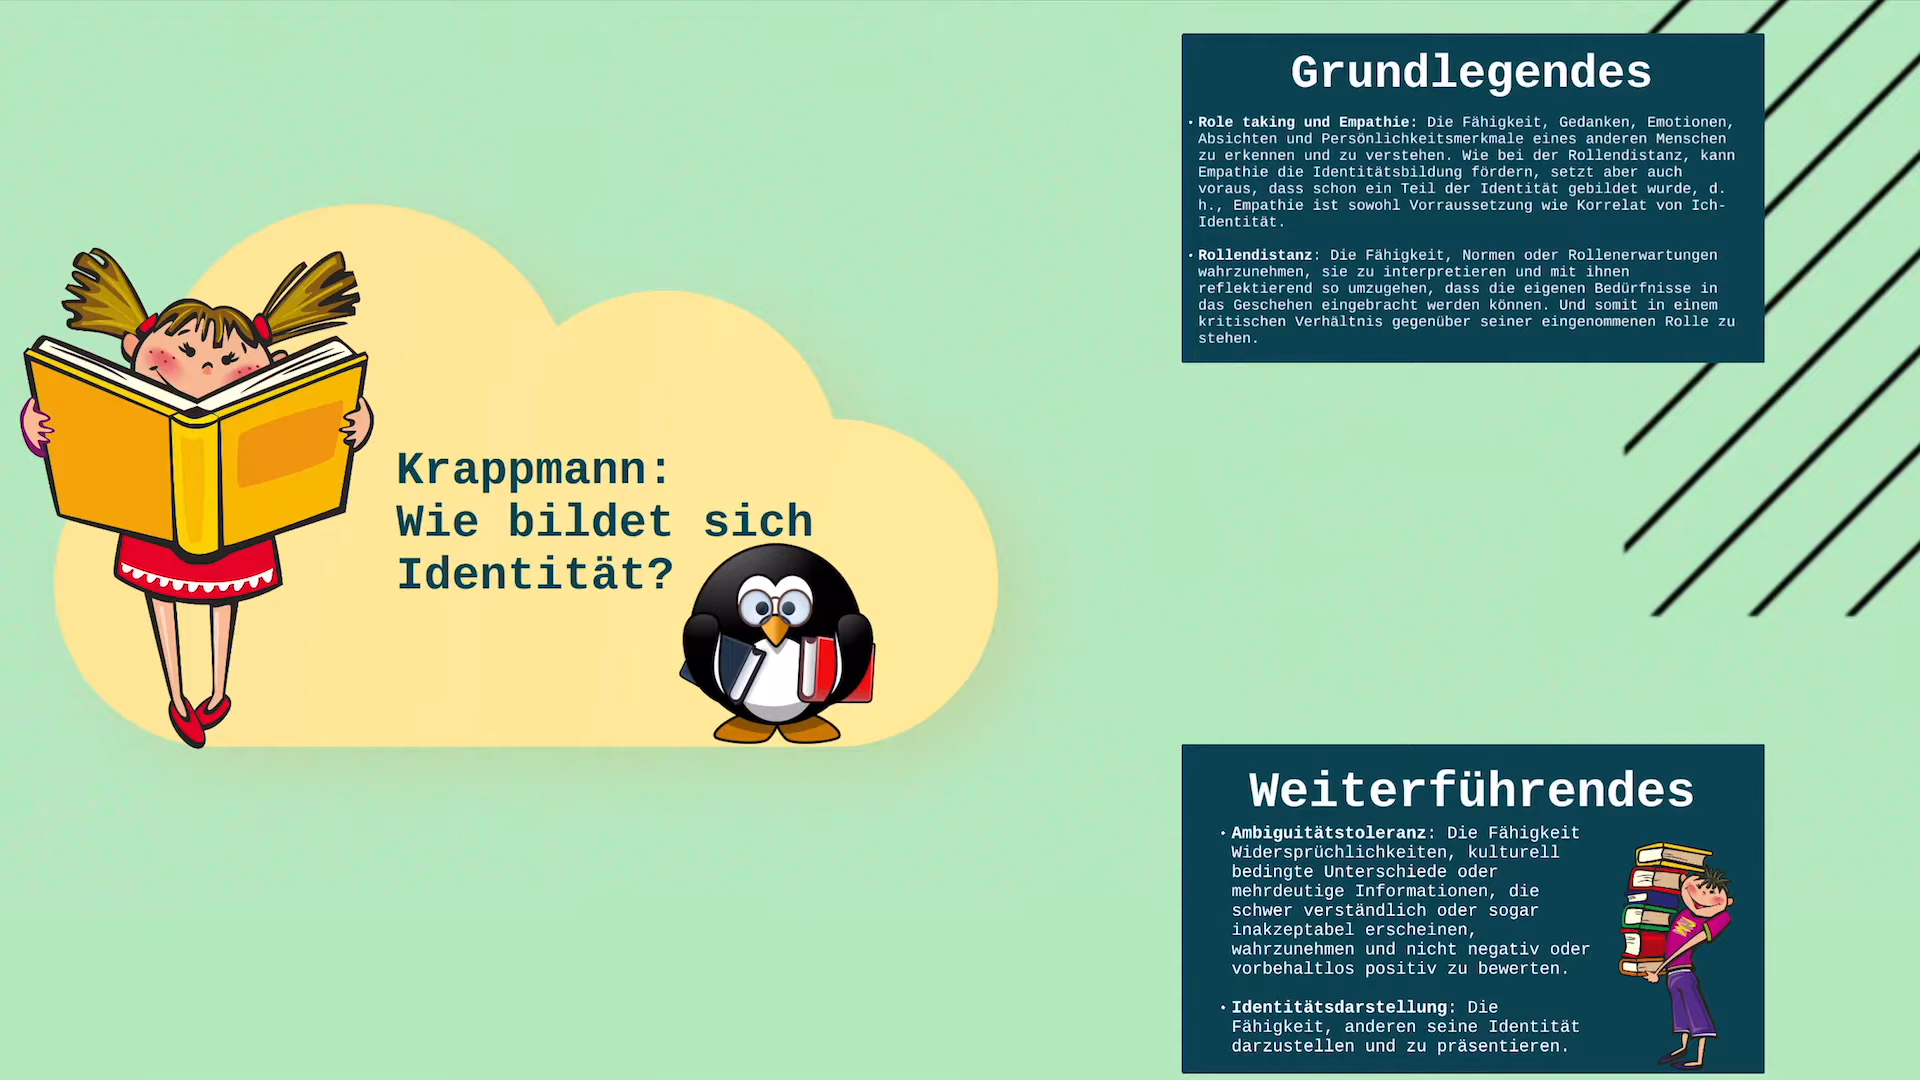 Krappmann:
Wie bildet sich
Identität?
Grundlegendes
• Role taking und Empathie: Die Fähigkeit, Gedanken, Emotionen,
Absichten und Persönlichkeitsmerkmale eines anderen Menschen
zu erkennen und zu verstehen. Wie bei der Rollendistanz, kann
Empathie die Identitätsbildung fördern, setzt aber auch
voraus, dass schon ein Teil der Identität gebildet wurde, d.
h., Empathie ist sowohl Vorraussetzung wie Korrelat von Ich-
Identität.
• Rollendistanz: Die Fähigkeit, Normen oder Rollenerwartungen
wahrzunehmen, sie zu interpretieren und mit ihnen
reflektierend so umzugehen, dass die eigenen Bedürfnisse in
das Geschehen eingebracht werden können. Und somit in einem
kritischen Verhältnis gegenüber seiner eingenommenen Rolle zu
stehen.
Weiterführendes
• Ambiguitätstoleranz: Die Fähigkeit
Widersprüchlichkeiten, kulturell
bedingte Unterschiede oder
mehrdeutige Informationen, die
schwer verständlich oder sogar
inakzeptabel erscheinen,
wahrzunehmen und nicht negativ oder
vorbehaltlos positiv zu bewerten.
• Identitätsdarstellung: Die
Fähigkeit, anderen seine Identität
darzustellen und zu präsentieren.